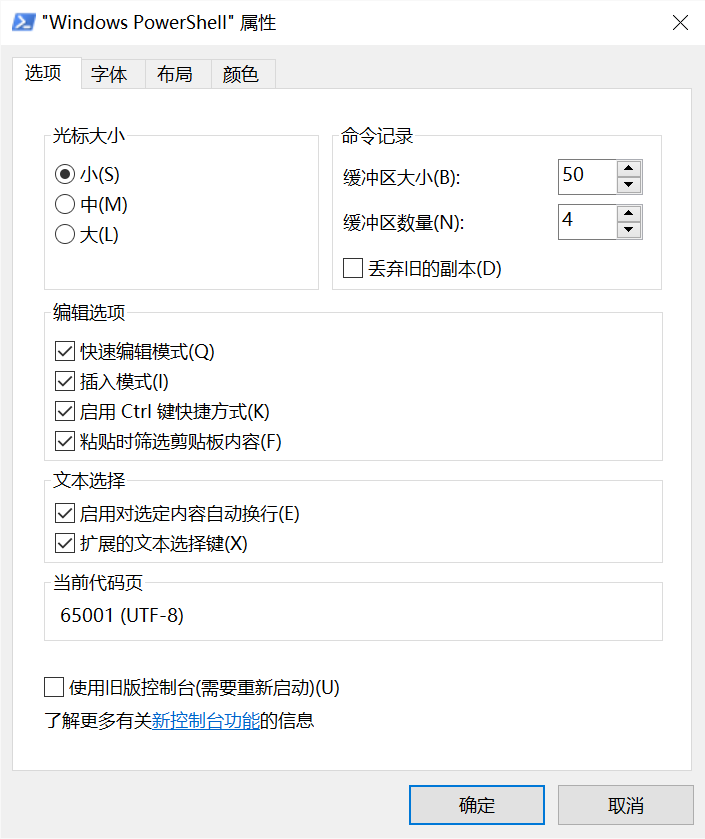 "Windows PowerShell" 属性
选项 字体 布局 颜色
光标大小
小(S)
中(M)
大(L)
命令记录
缓冲区大小(B): 50
缓冲区数量(N): 4
丢弃旧的副本(D)
编辑选项
快速编辑模式(Q)
插入模式(I)
启用 Ctrl 键快捷方式(K)
粘贴时筛选剪贴板内容(F)
文本选择
启用对选定内容自动换行(E)
扩展的文本选择键(X)
当前代码页
65001 (UTF-8)
使用旧版控制台(需要重新启动)(U)
了解更多有关新控制台功能的信息
确定 取消